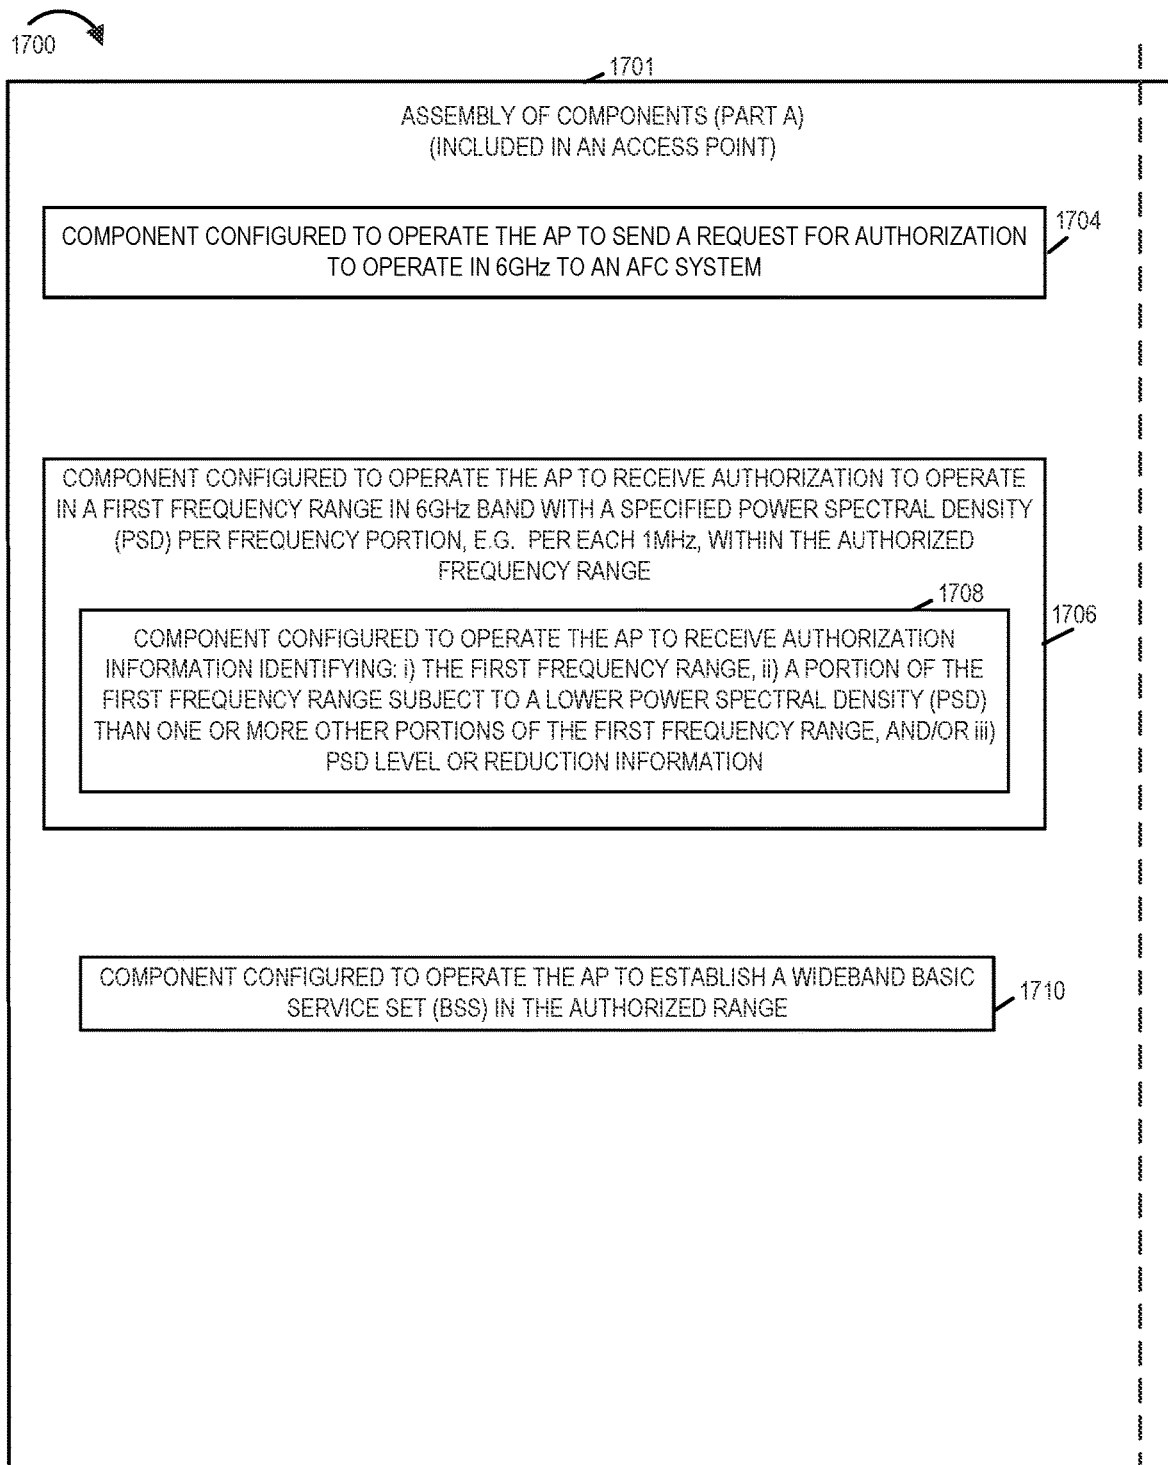 1700
1701
ASSEMBLY OF COMPONENTS (PART A)
(INCLUDED IN AN ACCESS POINT)
1704
COMPONENT CONFIGURED TO OPERATE THE AP TO SEND A REQUEST FOR AUTHORIZATION
TO OPERATE IN 6GHz TO AN AFC SYSTEM
COMPONENT CONFIGURED TO OPERATE THE AP TO RECEIVE AUTHORIZATION TO OPERATE
IN A FIRST FREQUENCY RANGE IN 6GHz BAND WITH A SPECIFIED POWER SPECTRAL DENSITY
(PSD) PER FREQUENCY PORTION, E.G. PER EACH 1MHz, WITHIN THE AUTHORIZED
FREQUENCY RANGE
1708
1706
COMPONENT CONFIGURED TO OPERATE THE AP TO RECEIVE AUTHORIZATION
INFORMATION IDENTIFYING: i) THE FIRST FREQUENCY RANGE, ii) A PORTION OF THE
FIRST FREQUENCY RANGE SUBJECT TO A LOWER POWER SPECTRAL DENSITY (PSD)
THAN ONE OR MORE OTHER PORTIONS OF THE FIRST FREQUENCY RANGE, AND/OR iii)
PSD LEVEL OR REDUCTION INFORMATION
COMPONENT CONFIGURED TO OPERATE THE AP TO ESTABLISH A WIDEBAND BASIC
SERVICE SET (BSS) IN THE AUTHORIZED RANGE
1710